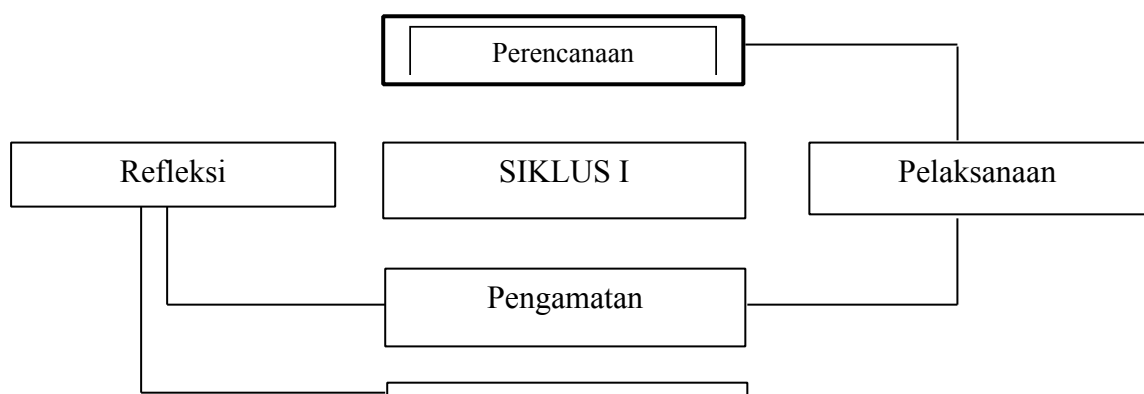 Perencanaan
Refleksi
SIKLUS I
Pelaksanaan
Pengamatan